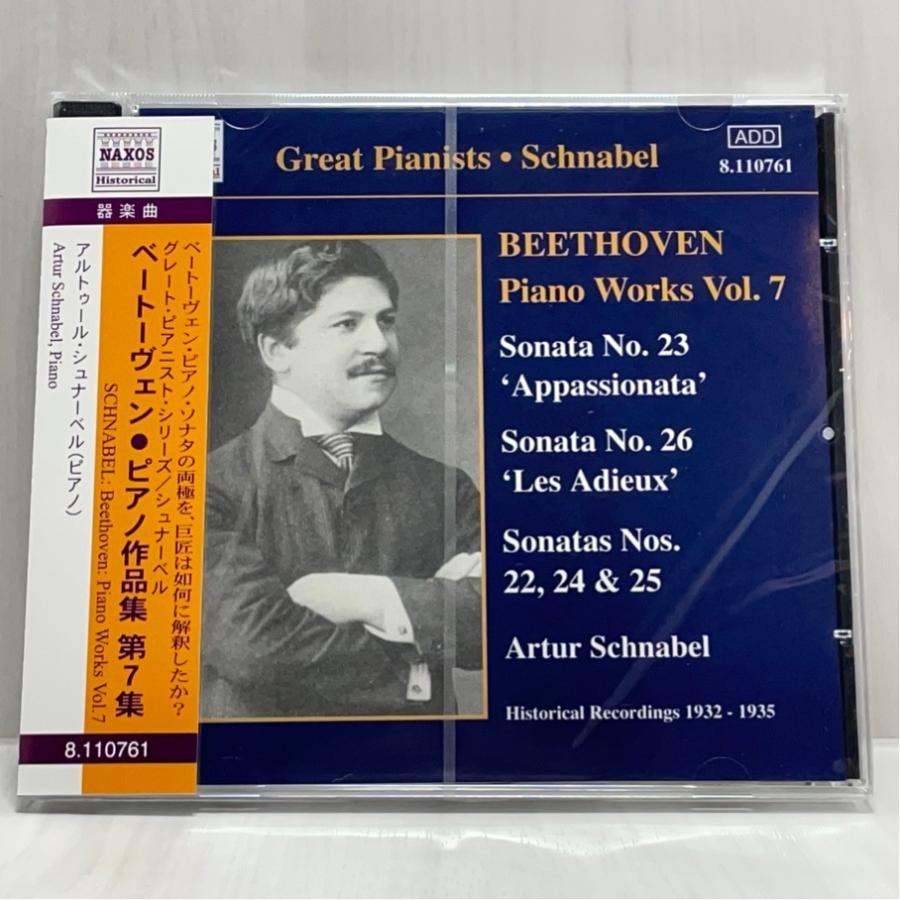 NAXOS
Historical
器楽曲
ベートーヴェン・ピアノ・ソナタの両極を、巨匠は如何に解釈したか?
グレート・ピアニスト・シリーズ/シュナーベル
ベートーヴェン●ピアノ作品集 第7集
SCHNABEL: Beethoven: Piano Works Vol.7
アルトゥール・シュナーベル(ピアノ)
Artur Schnabel, Piano
8.110761
Great Pianists • Schnabel
ADD
8.110761
BEETHOVEN
Piano Works Vol. 7
Sonata No. 23
‘Appassionata’
Sonata No. 26
‘Les Adieux’
Sonatas Nos.
22, 24 & 25
Artur Schnabel
Historical Recordings 1932 - 1935